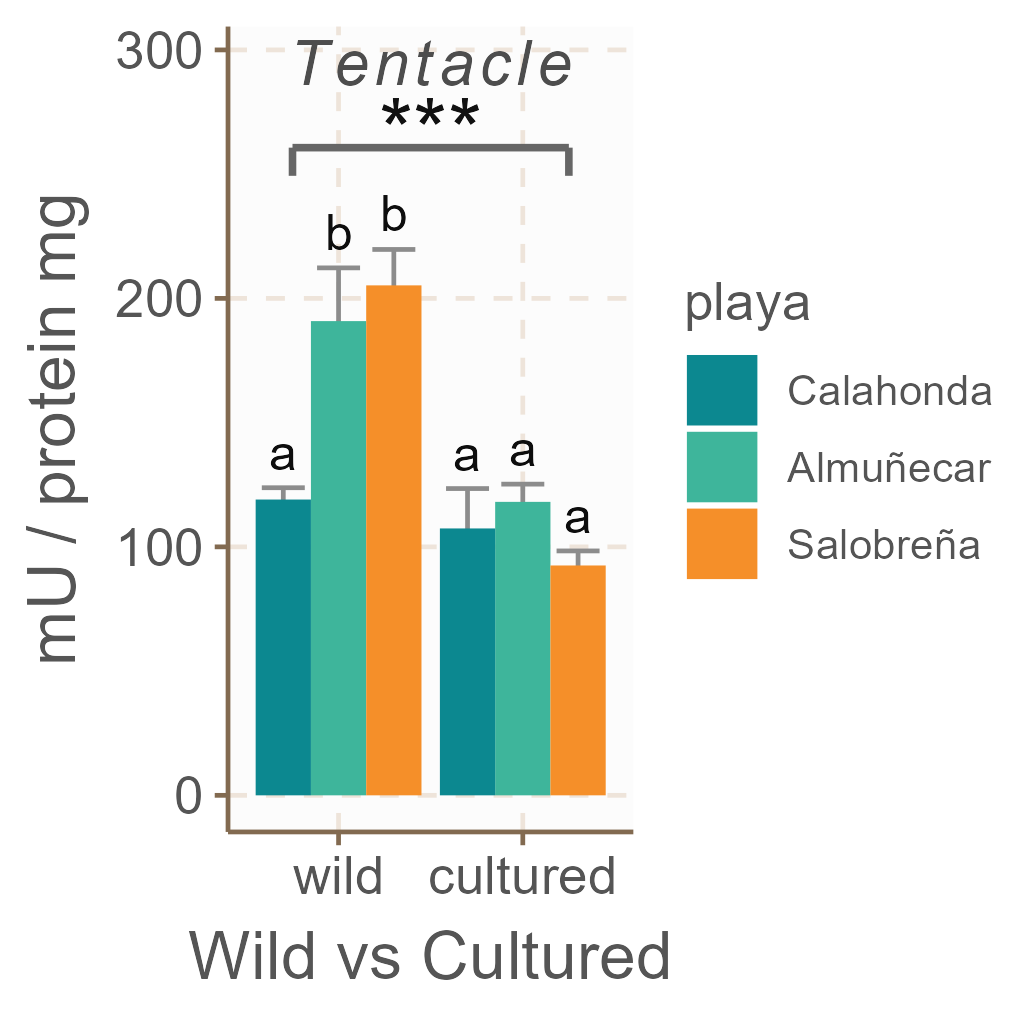 300
Tentacle
***
b
b
200
a
a
a
a
100
0
mU / protein mg
wild
cultured
Wild vs Cultured
playa
Calahonda
Almuñecar
Salobreña